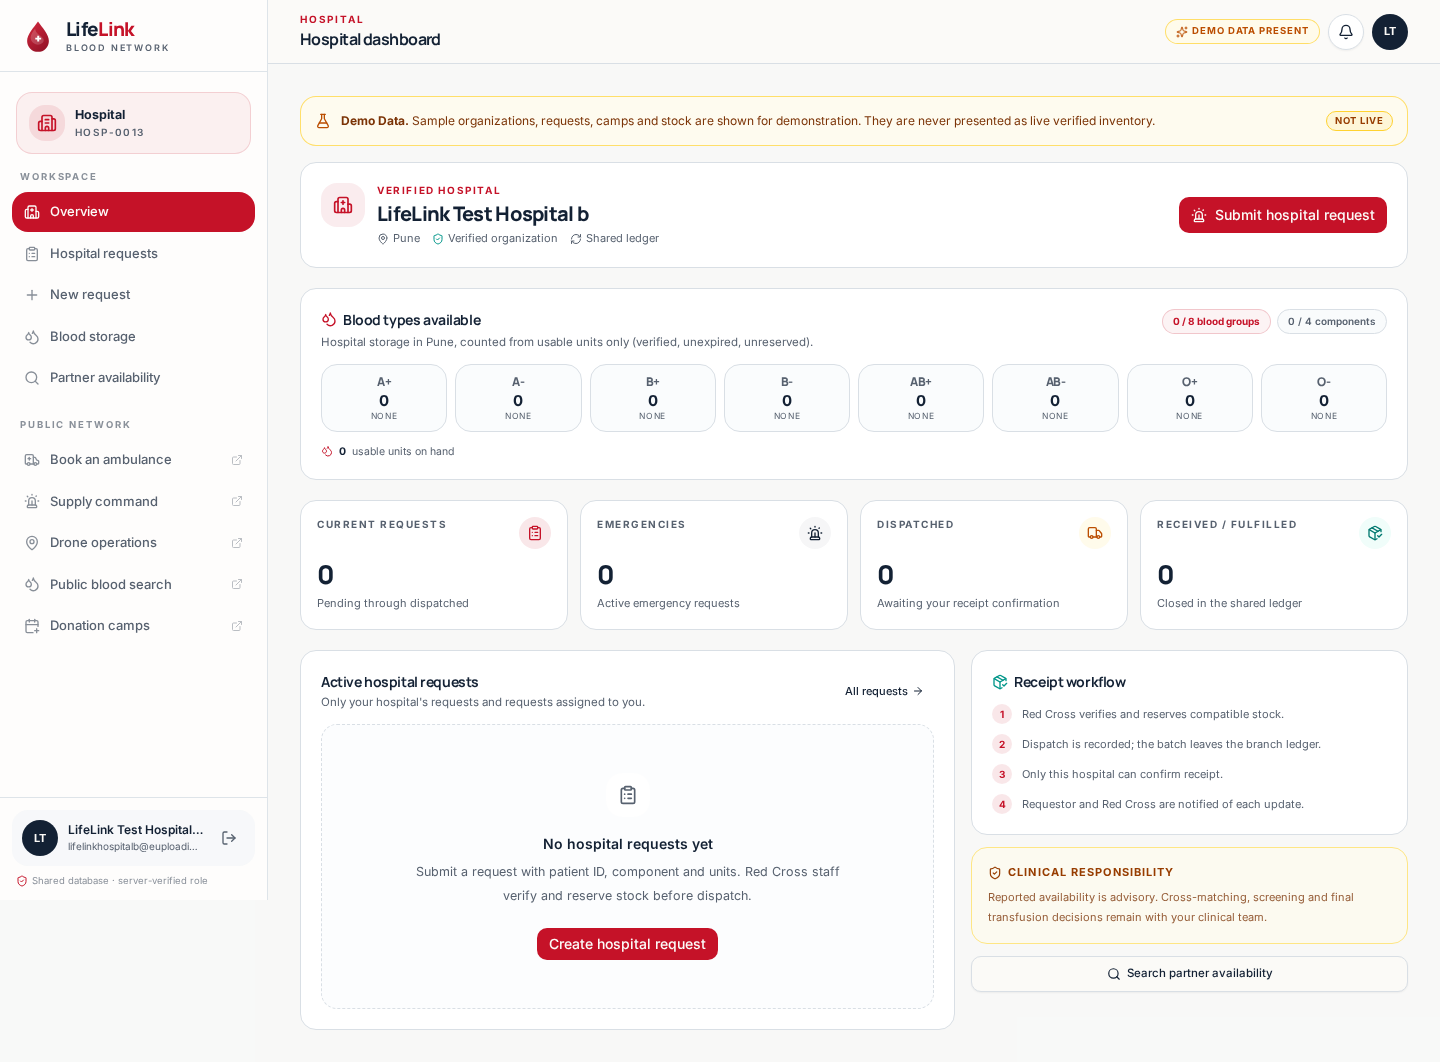 LifeLink
BLOOD NETWORK
Hospital
HOSP-0013
WORKSPACE
Overview
Hospital requests
New request
Blood storage
Partner availability
PUBLIC NETWORK
Book an ambulance
Supply command
Drone operations
Public blood search
Donation camps
LT
LifeLink Test Hospital...
lifelinkhospitalb@euploadi...
Shared database · server-verified role
HOSPITAL
Hospital dashboard
DEMO DATA PRESENT
LT
Demo Data. Sample organizations, requests, camps and stock are shown for demonstration. They are never presented as live verified inventory.
NOT LIVE
VERIFIED HOSPITAL
LifeLink Test Hospital b
Pune Verified organization Shared ledger
Submit hospital request
Blood types available
0 / 8 blood groups
0 / 4 components
Hospital storage in Pune, counted from usable units only (verified, unexpired, unreserved).
A+
0
NONE
A-
0
NONE
B+
0
NONE
B-
0
NONE
AB+
0
NONE
AB-
0
NONE
O+
0
NONE
O-
0
NONE
0 usable units on hand
CURRENT REQUESTS
0
Pending through dispatched
EMERGENCIES
0
Active emergency requests
DISPATCHED
0
Awaiting your receipt confirmation
RECEIVED / FULFILLED
0
Closed in the shared ledger
Active hospital requests
Only your hospital's requests and requests assigned to you.
All requests
No hospital requests yet
Submit a request with patient ID, component and units. Red Cross staff
verify and reserve stock before dispatch.
Create hospital request
Receipt workflow
1 Red Cross verifies and reserves compatible stock.
2 Dispatch is recorded; the batch leaves the branch ledger.
3 Only this hospital can confirm receipt.
4 Requestor and Red Cross are notified of each update.
CLINICAL RESPONSIBILITY
Reported availability is advisory. Cross-matching, screening and final
transfusion decisions remain with your clinical team.
Search partner availability